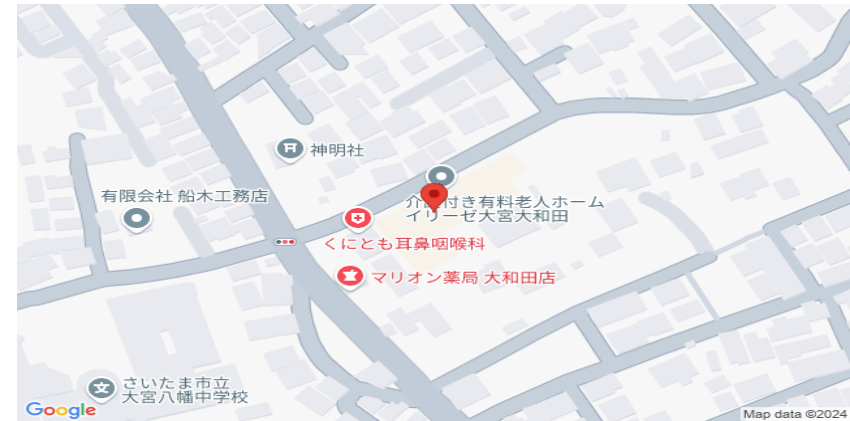 神明社
有限会社 船木工務店
介護付き有料老人ホーム
イリーゼ大宮大和田
くにとも耳鼻咽喉科
マリオン薬局 大和田店
さいたま市立
大宮八幡中学校
Google
Map data ©2024